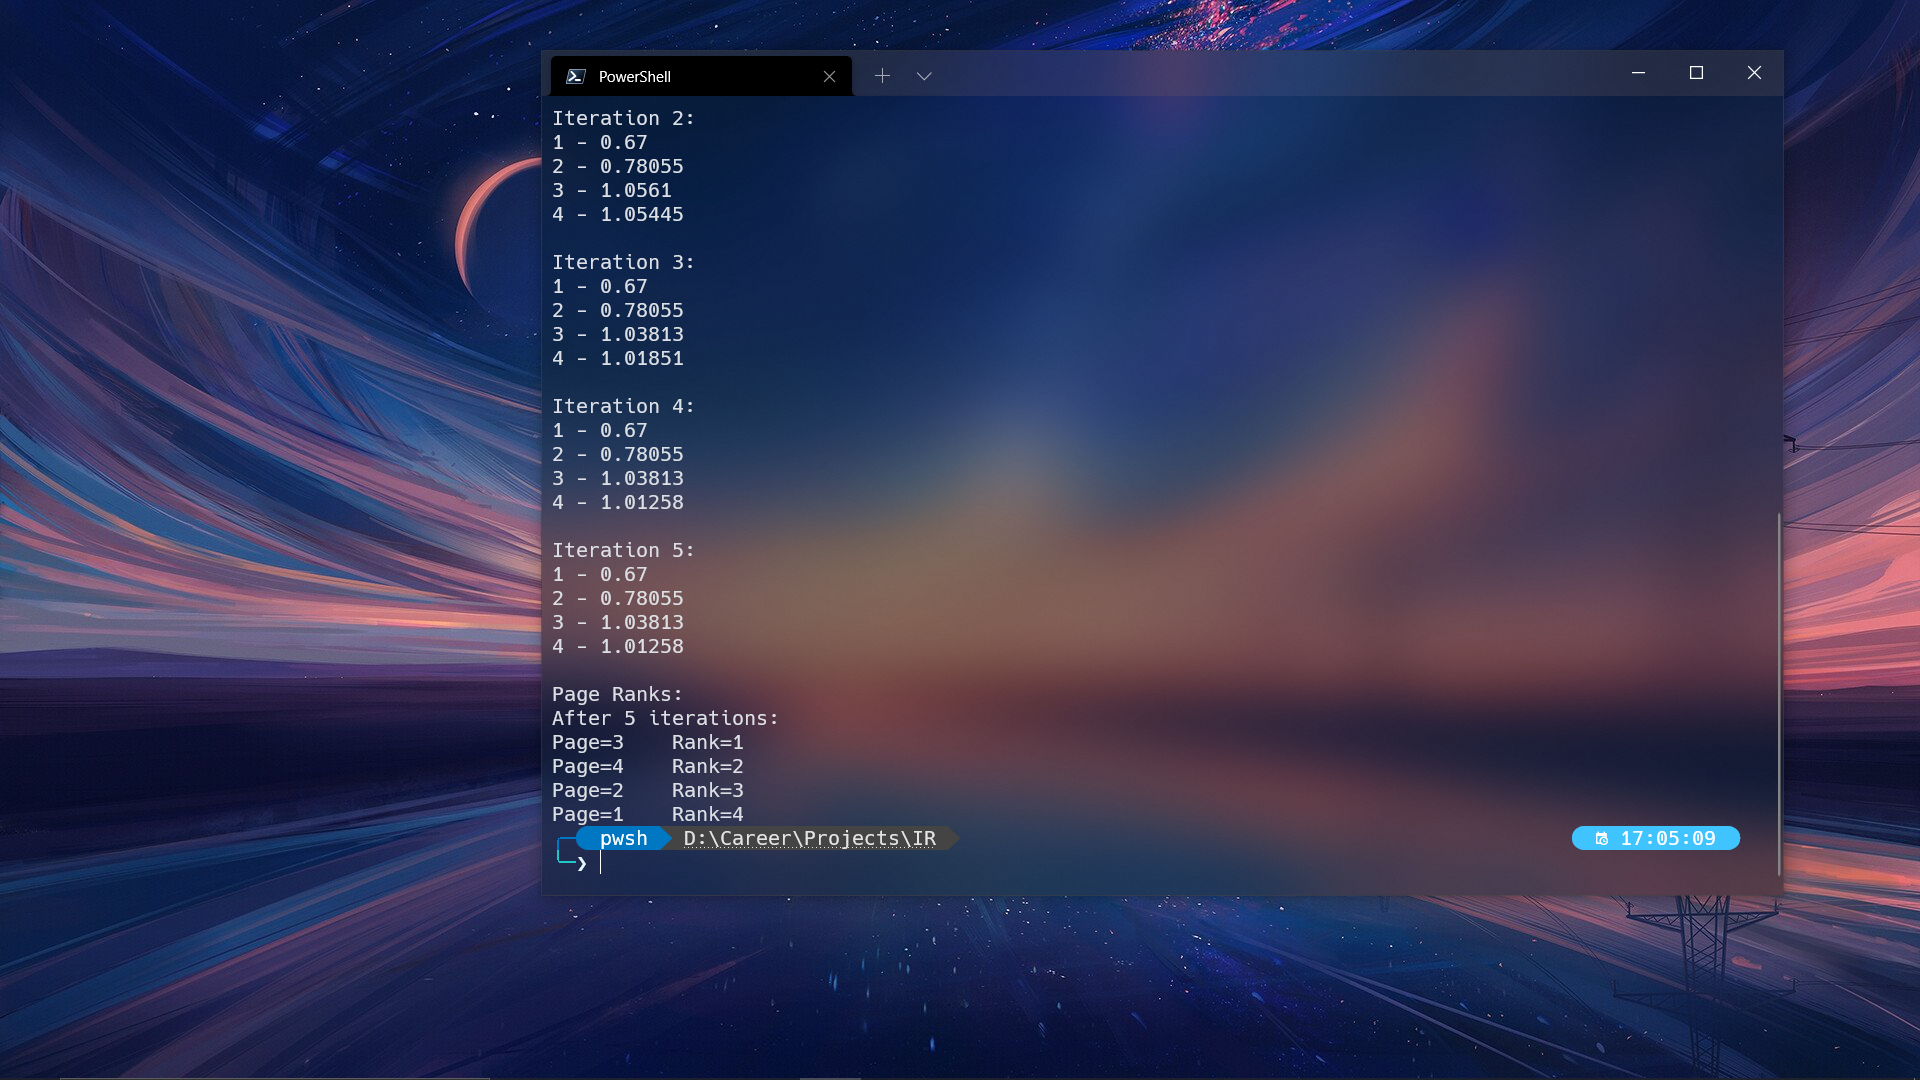 PowerShell
Iteration 2:
1 - 0.67
2 - 0.78055
3 - 1.0561
4 - 1.05445
Iteration 3:
1 - 0.67
2 - 0.78055
3 - 1.03813
4 - 1.01851
Iteration 4:
1 - 0.67
2 - 0.78055
3 - 1.03813
4 - 1.01258
Iteration 5:
1 - 0.67
2 - 0.78055
3 - 1.03813
4 - 1.01258
Page Ranks:
After 5 iterations:
Page=3    Rank=1
Page=4    Rank=2
Page=2    Rank=3
Page=1    Rank=4
pwsh D:\Career\Projects\IR 17:05:09
❯